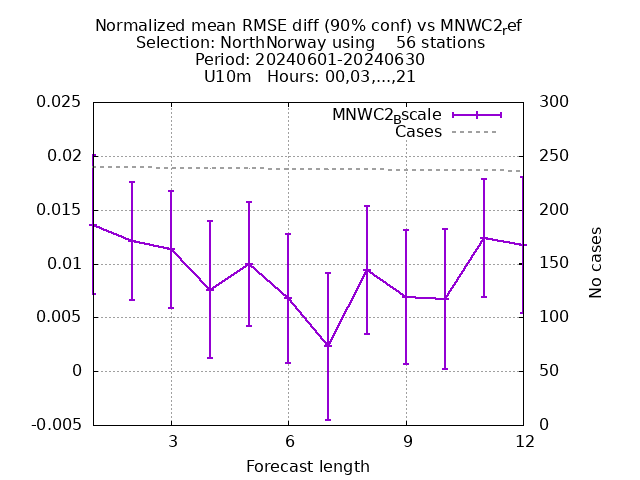 Normalized mean RMSE diff (90% conf) vs MNWC2_ref
Selection: NorthNorway using 56 stations
Period: 20240601-20240630
U10m Hours: 00,03,...,21
MNWC2_Bscale
Cases
0.025
0.02
0.015
0.01
0.005
0
-0.005
300
250
200
150
100
50
0
No cases
3
6
9
12
Forecast length